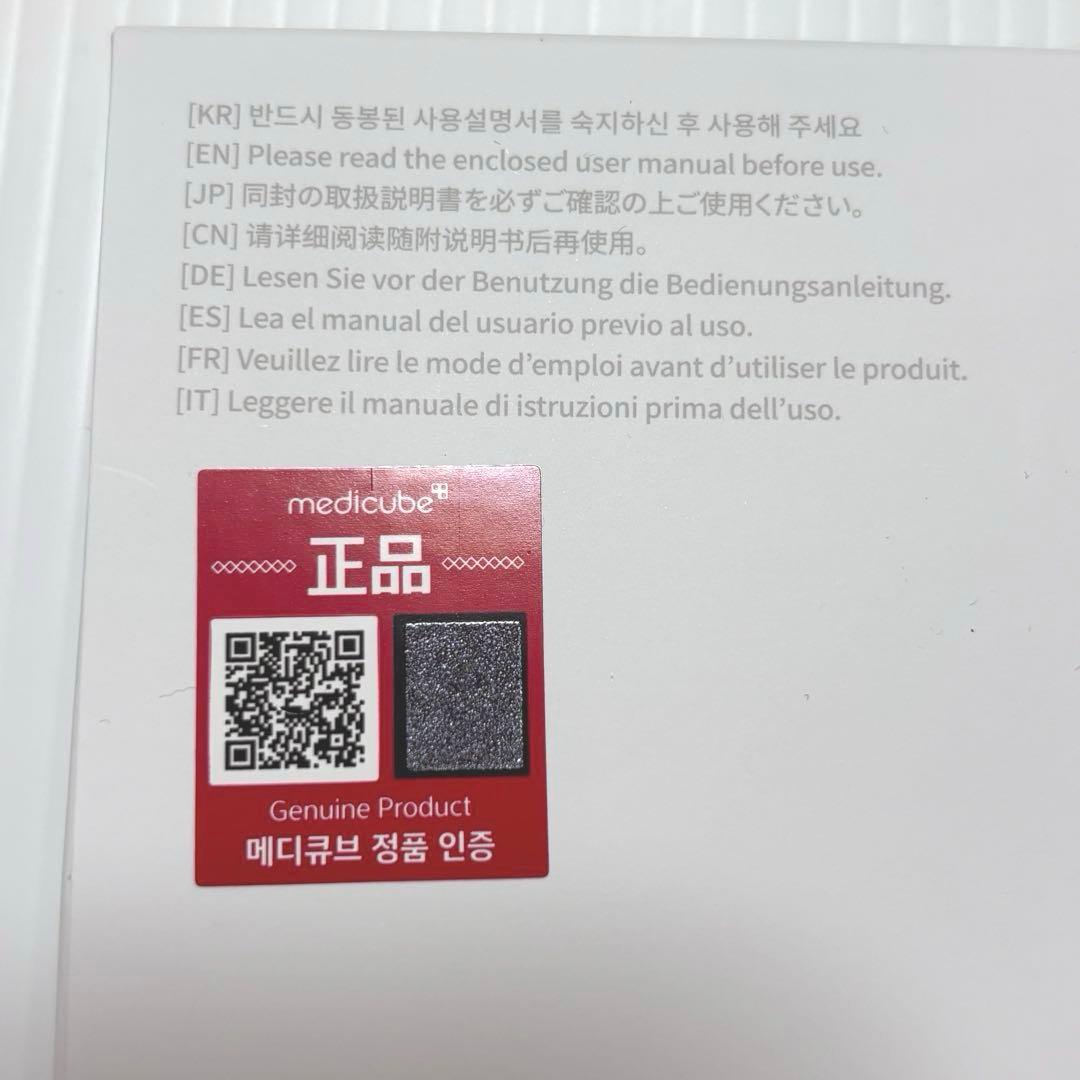 [KR] 반드시 동봉된 사용설명서를 숙지하신 후 사용해 주세요
[EN] Please read the enclosed user manual before use.
[JP] 同封の取扱説明書を必ずご確認の上ご使用ください。
[CN] 请详细阅读随附说明书后再使用。
[DE] Lesen Sie vor der Benutzung die Bedienungsanleitung.
[ES] Lea el manual del usuario previo al uso.
[FR] Veuillez lire le mode d’emploi avant d’utiliser le produit.
[IT] Leggere il manuale di istruzioni prima dell’uso.
medicube
正品
Genuine Product
메디큐브 정품 인증